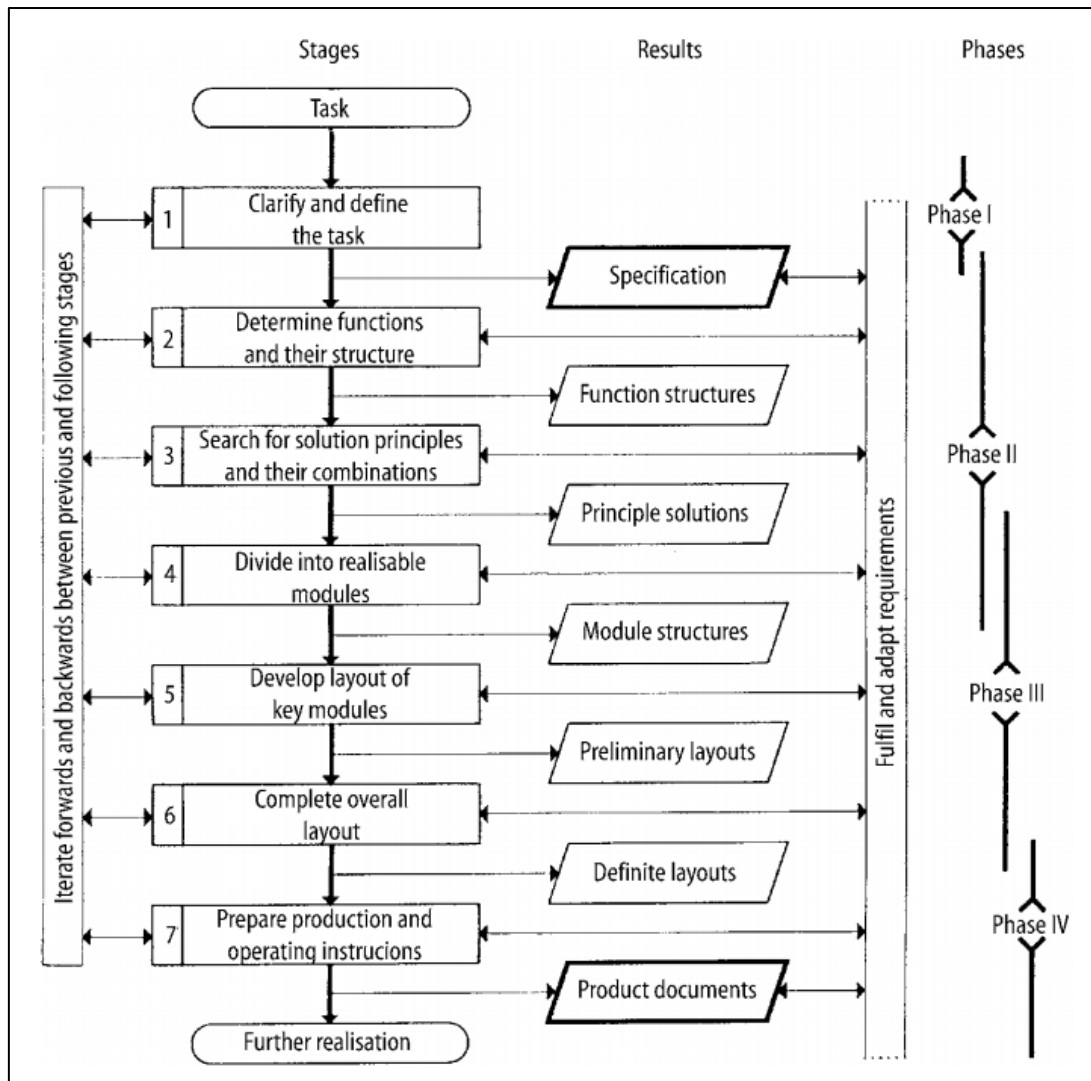 Stages
Results
Phases
Task
1
Clarify and define
the task
Phase I
Specification
2
Determine functions
and their structure
Function structures
3
Search for solution principles
and their combinations
Phase II
Principle solutions
4
Divide into realisable
modules
Module structures
5
Develop layout of
key modules
Phase III
Preliminary layouts
6
Complete overall
layout
Definite layouts
7
Prepare production and
operating instrucions
Phase IV
Product documents
Further realisation
Iterate forwards and backwards between previous and following stages
Fulfil and adapt requirements